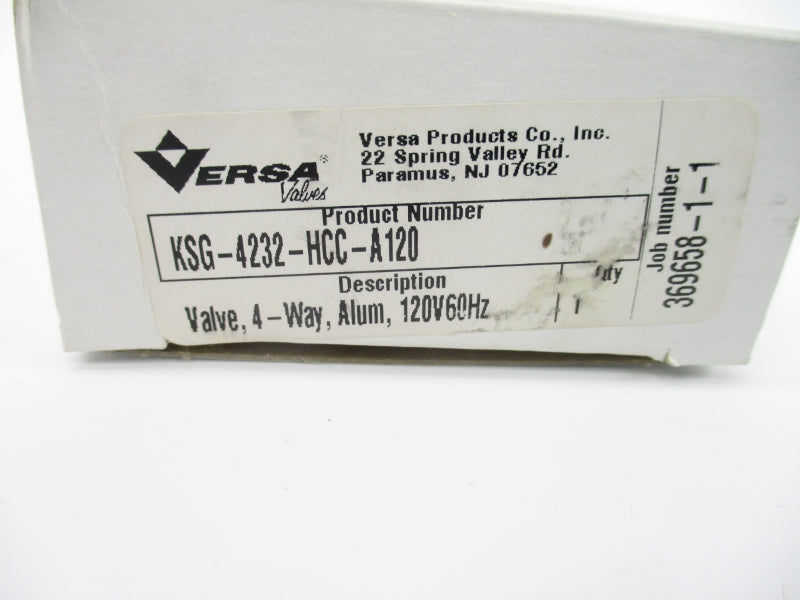 VERSA®
Valves
Versa Products Co., Inc.
22 Spring Valley Rd.
Paramus, NJ 07652
Product Number
KSG-4232-HCC-A120
Description
Qty
Valve, 4-Way, Alum, 120V60Hz
1
Job number
369658-1-1